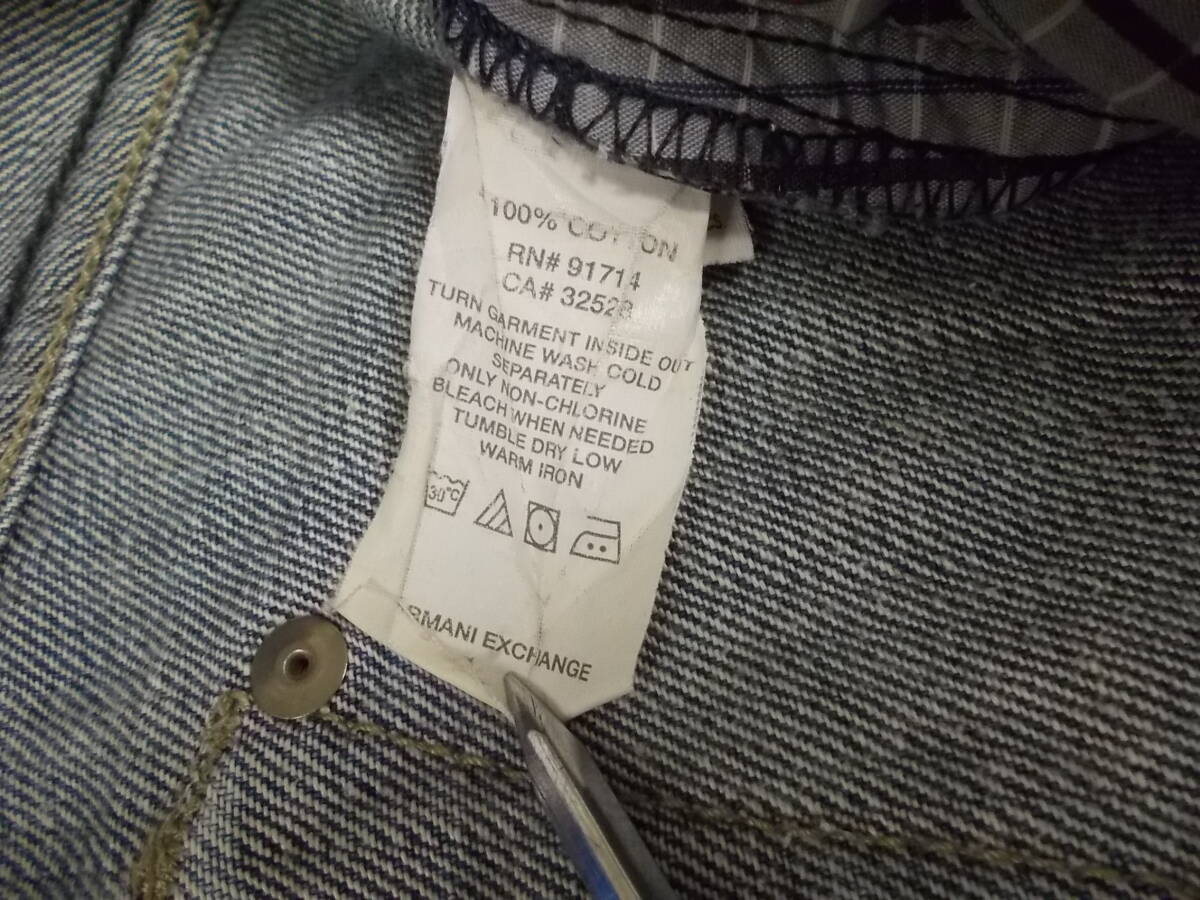 100% COTTON
RN# 91714
CA# 32528
TURN GARMENT INSIDE OUT
MACHINE WASH COLD
SEPARATELY
ONLY NON-CHLORINE
BLEACH WHEN NEEDED
TUMBLE DRY LOW
WARM IRON
30°C
RMANI EXCHANGE